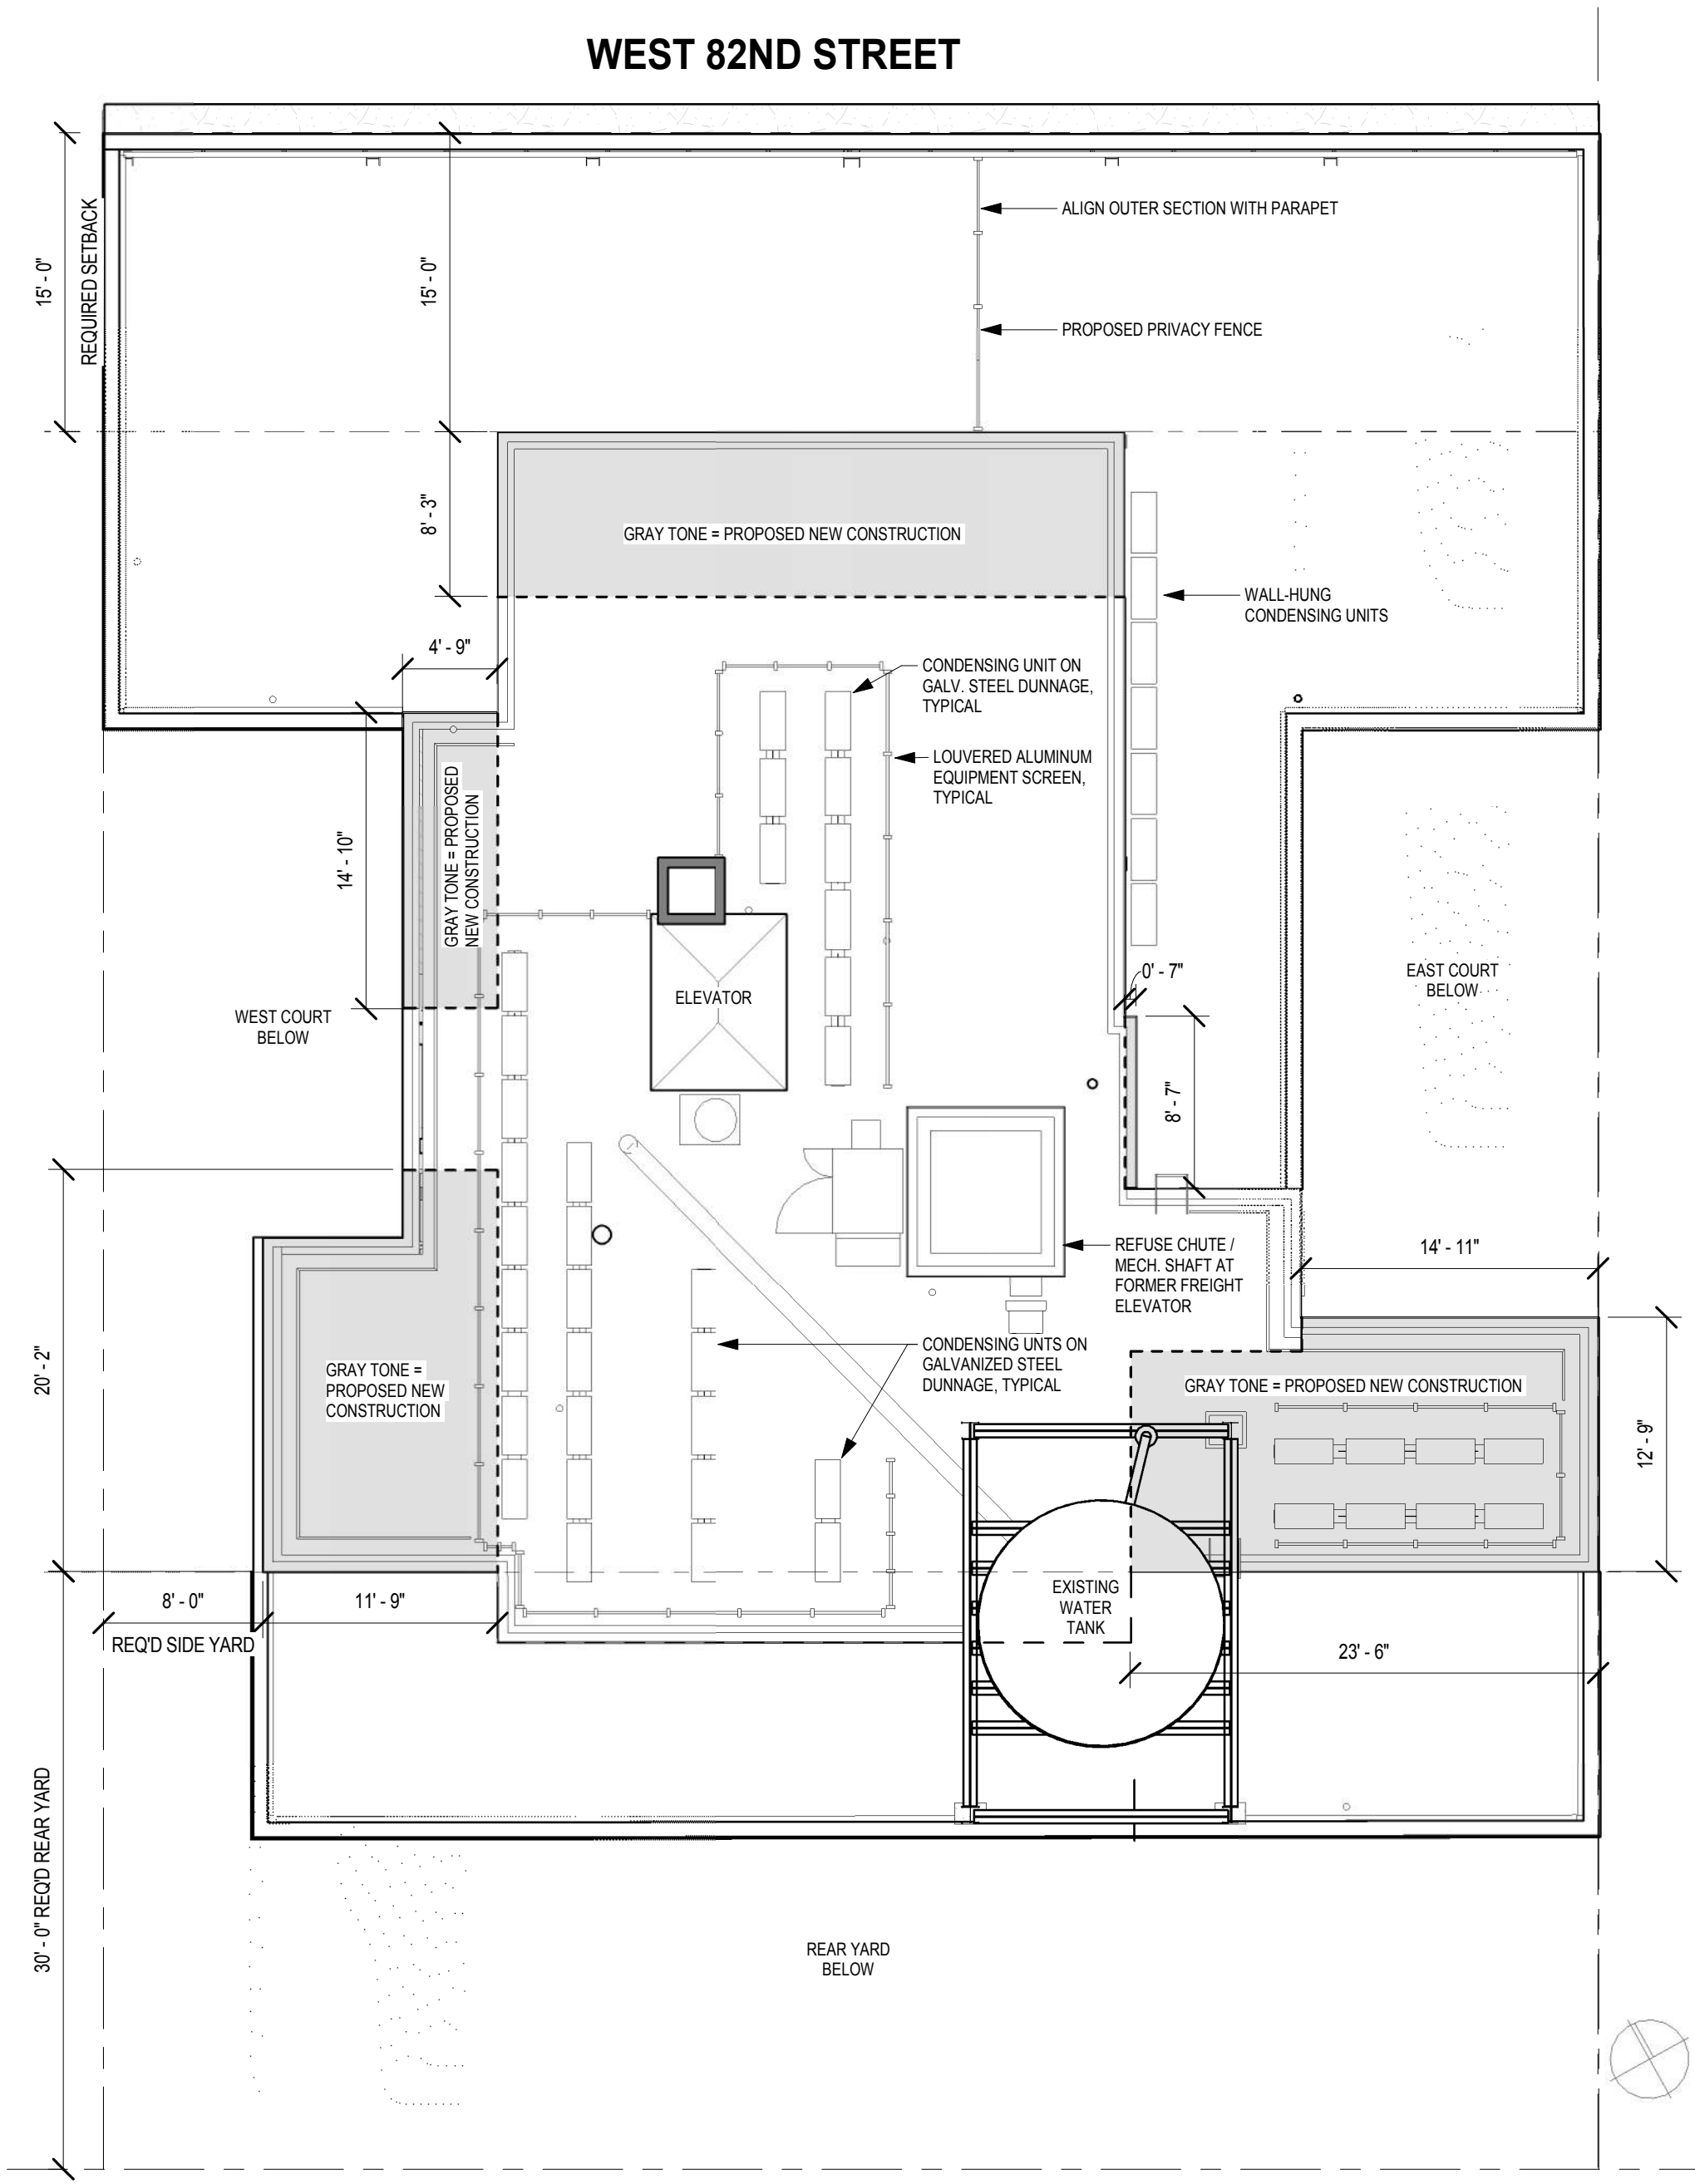 WEST 82ND STREET
15' - 0"
REQUIRED SETBACK
15' - 0"
ALIGN OUTER SECTION WITH PARAPET
PROPOSED PRIVACY FENCE
8' - 3"
GRAY TONE = PROPOSED NEW CONSTRUCTION
WALL-HUNG
CONDENSING UNITS
4' - 9"
CONDENSING UNIT ON
GALV. STEEL DUNNAGE,
TYPICAL
LOUVERED ALUMINUM
EQUIPMENT SCREEN,
TYPICAL
14' - 10"
GRAY TONE = PROPOSED
NEW CONSTRUCTION
ELEVATOR
0' - 7"
EAST COURT
BELOW
WEST COURT
BELOW
8' - 7"
REFUSE CHUTE /
MECH. SHAFT AT
FORMER FREIGHT
ELEVATOR
14' - 11"
CONDENSING UNTS ON
GALVANIZED STEEL
DUNNAGE, TYPICAL
20' - 2"
GRAY TONE =
PROPOSED NEW
CONSTRUCTION
GRAY TONE = PROPOSED NEW CONSTRUCTION
12' - 9"
8' - 0"
11' - 9"
REQ'D SIDE YARD
EXISTING
WATER
TANK
23' - 6"
30' - 0" REQ'D REAR YARD
REAR YARD
BELOW